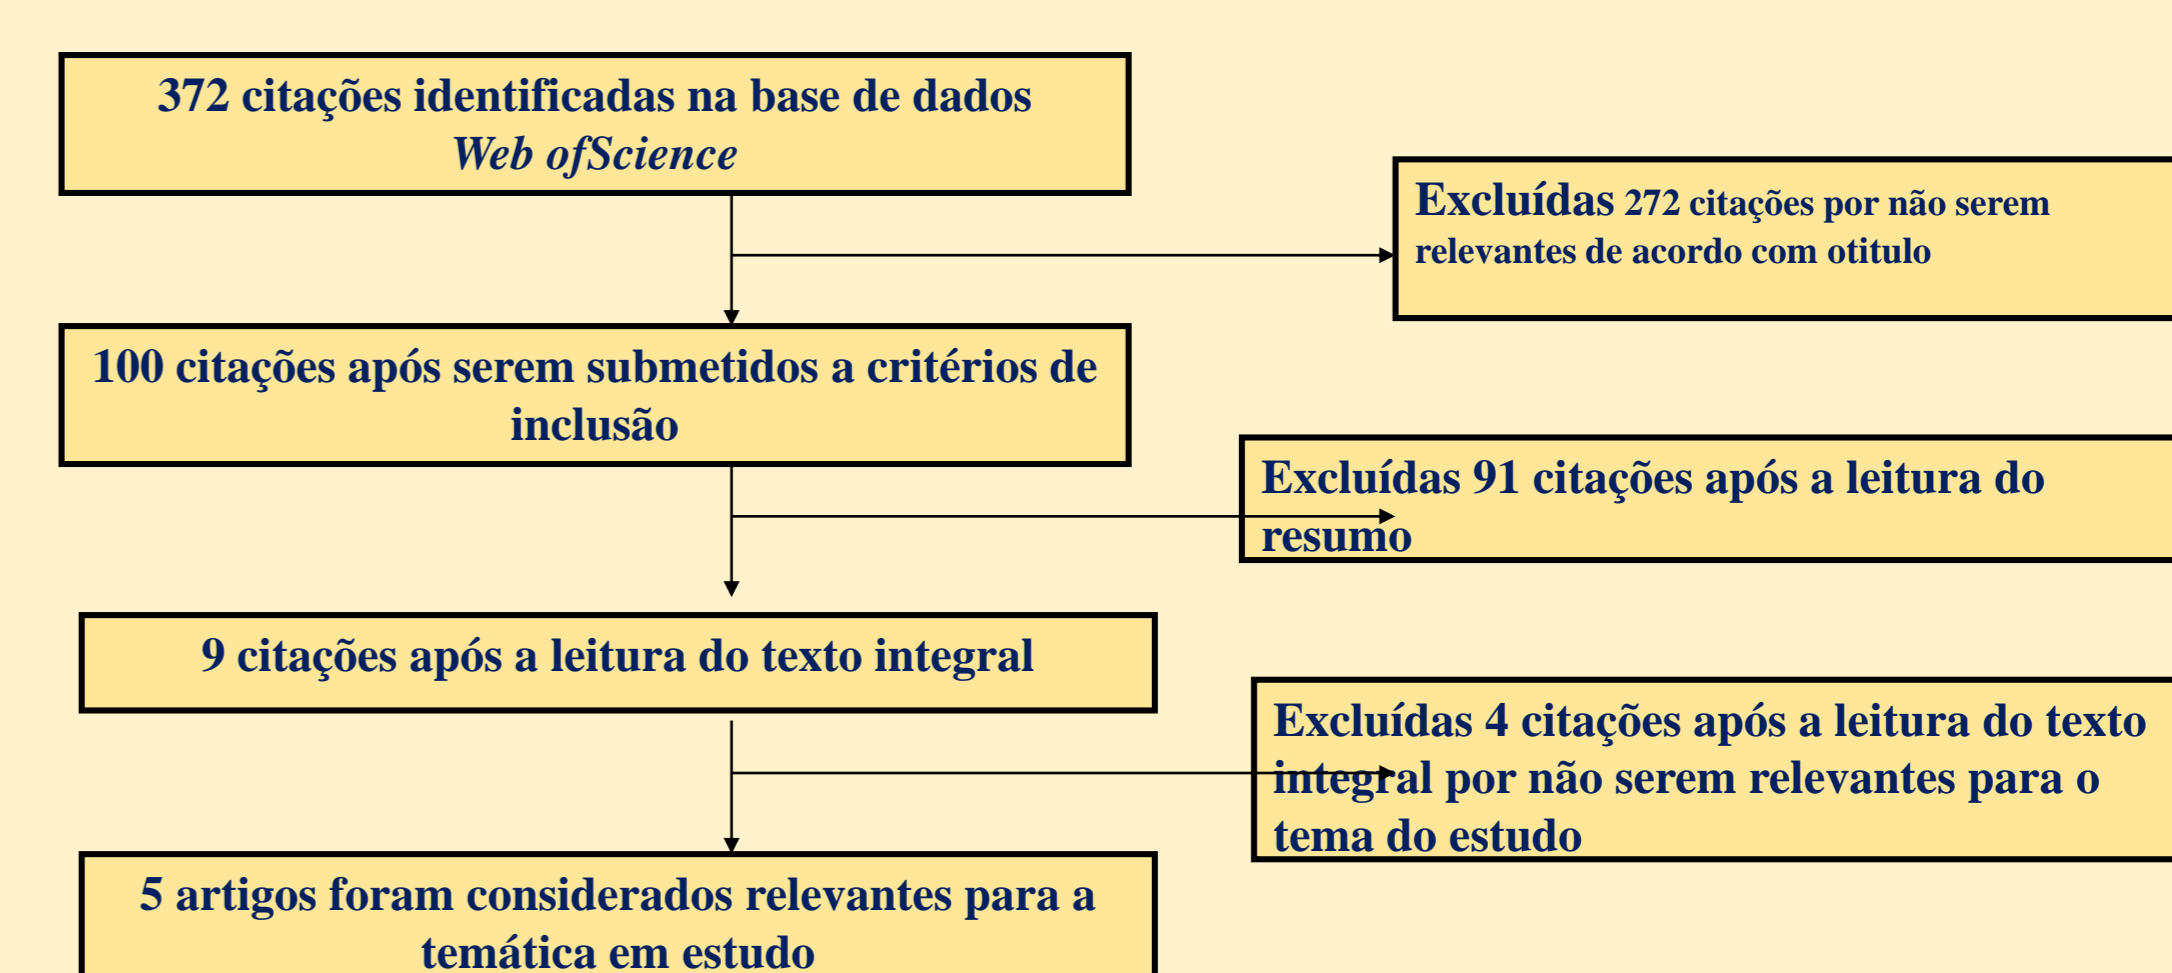 372 citações identificadas na base de dados
Web ofScience
Excluídas 272 citações por não serem
relevantes de acordo com otitulo
100 citações após serem submetidos a critérios de
inclusão
Excluídas 91 citações após a leitura do
resumo
9 citações após a leitura do texto integral
Excluídas 4 citações após a leitura do texto
integral por não serem relevantes para o
tema do estudo
5 artigos foram considerados relevantes para a
temática em estudo